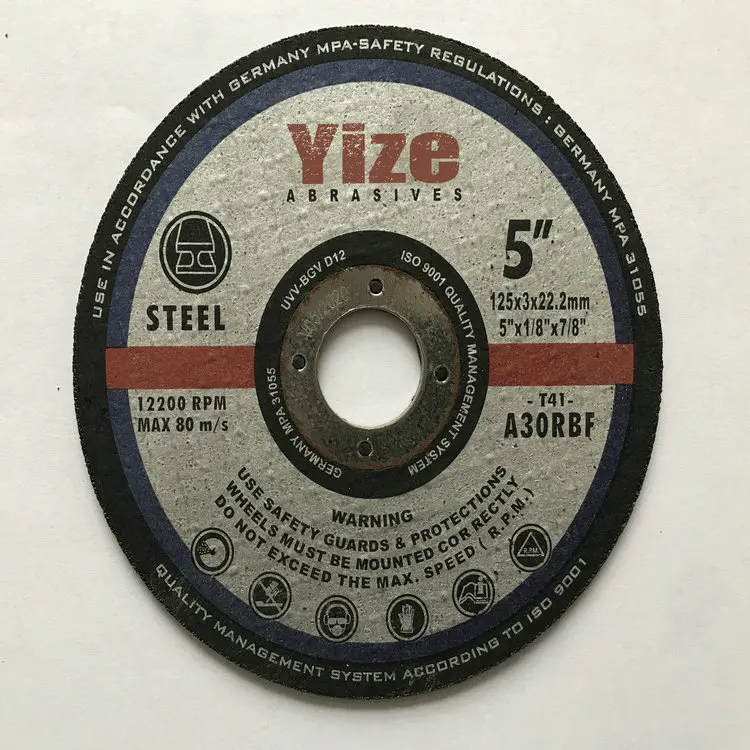 USE IN ACCORDANCE WITH GERMANY MPA-SAFETY REGULATIONS : GERMANY MPA 31055
Yize
ABRASIVES
STEEL
5"
125x3x22.2mm
5"x1/8"x7/8"
UVV-BGV D12
ISO 9001 QUALITY MANAGEMENT SYSTEM
GERMANY MPA 31055
12200 RPM
MAX 80 m/s
- T41 -
A30RBF
WARNING
USE SAFETY GUARDS & PROTECTIONS
WHEELS MUST BE MOUNTED CORRECTLY
DO NOT EXCEED THE MAX. SPEED ( R.P.M.)
R.P.M.
QUALITY MANAGEMENT SYSTEM ACCORDING TO ISO 9001